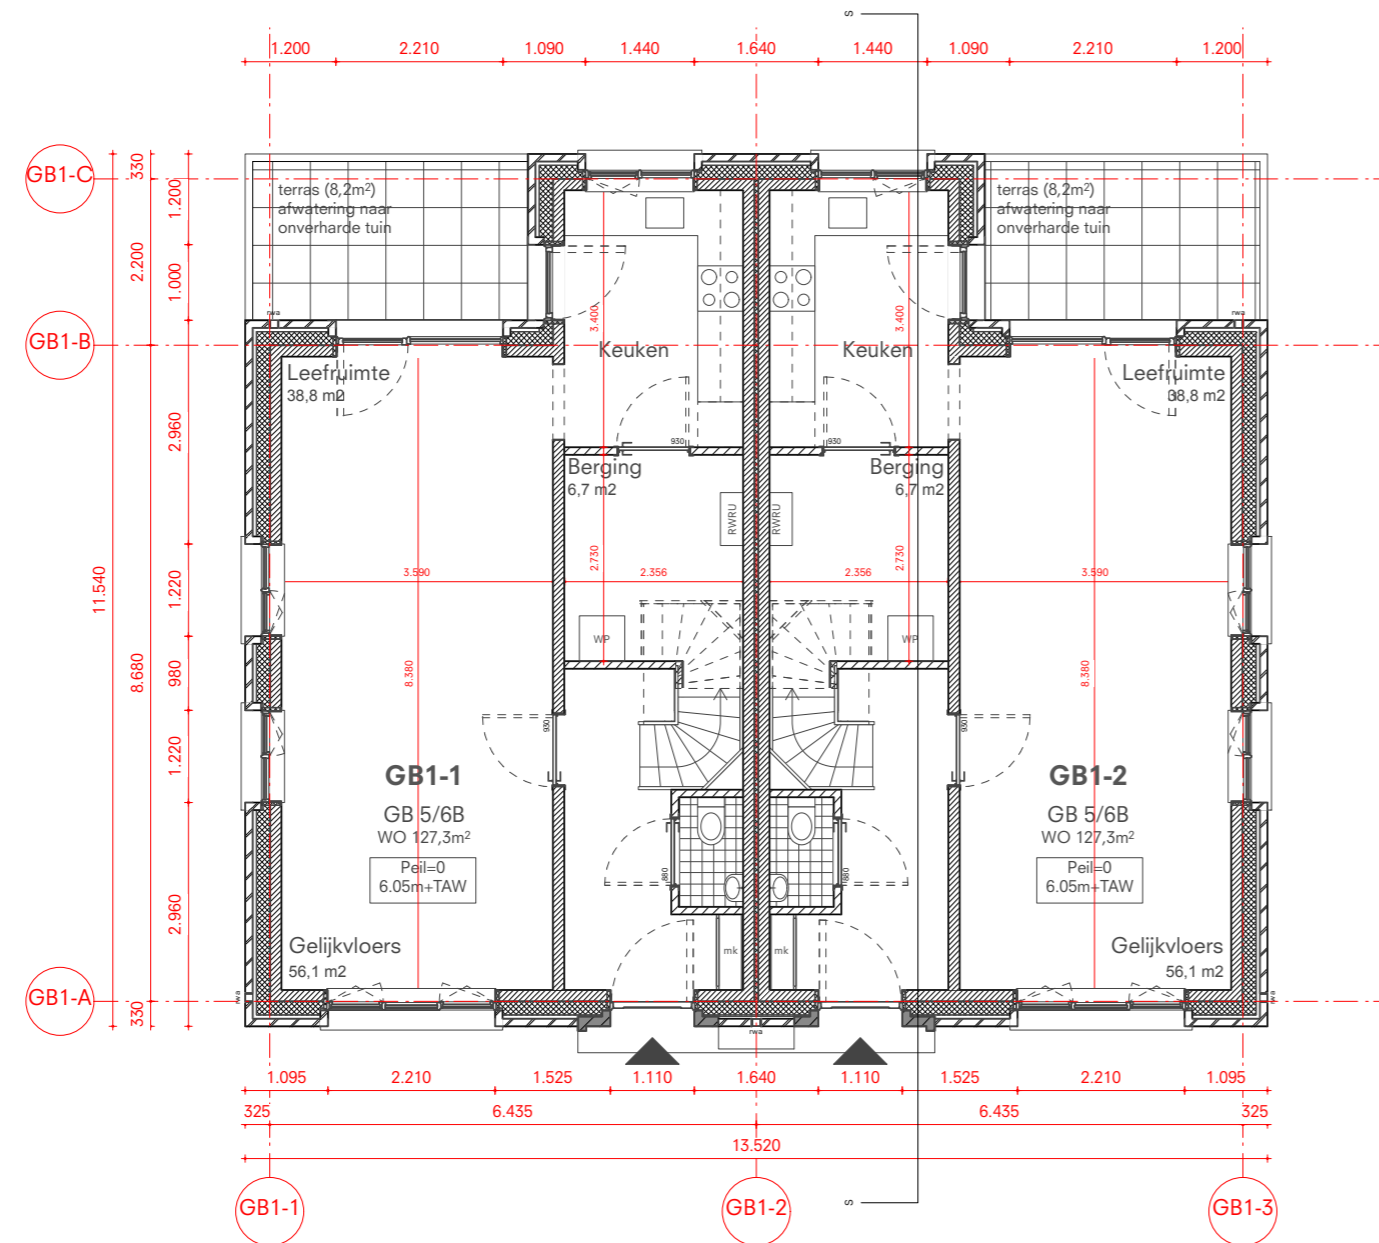 S
1.200 2.210 1.090 1.440 1.640 1.440 1.090 2.210 1.200
GB1-C
330
1.200
2.200
1.000
terras (8,2m²)
afwatering naar
onverharde tuin
terras (8,2m²)
afwatering naar
onverharde tuin
rwa
rwa
GB1-B
3.400
3.400
Keuken
Keuken
Leefruimte
38,8 m2
Leefruimte
38,8 m2
2.960
930
930
Berging
6,7 m2
Berging
6,7 m2
RWRU
RWRU
11.540
1.220
2.730
2.730
3.590
2.356
2.356
3.590
WP
WP
8.680
980
8.380
8.380
930
930
1.220
GB1-1
GB 5/6B
WO 127,3m²
Peil=0
6.05m+TAW
GB1-2
GB 5/6B
WO 127,3m²
Peil=0
6.05m+TAW
880
880
2.960
Gelijkvloers
56,1 m2
Gelijkvloers
56,1 m2
mk
mk
GB1-A
330
rwa
rwa
rwa
1.095 2.210 1.525 1.110 1.640 1.110 1.525 2.210 1.095
325 6.435 6.435 325
13.520
S
GB1-1
GB1-2
GB1-3